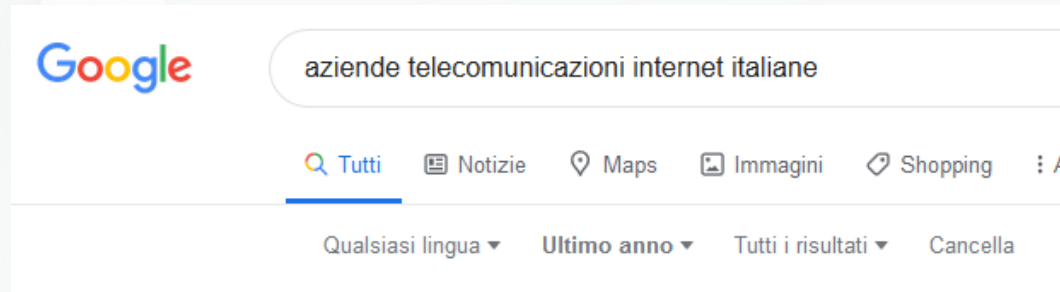 Google aziende telecomunicazioni internet italiane
Tutti Notizie Maps Immagini Shopping
Qualsiasi lingua Ultimo anno Tutti i risultati Cancella